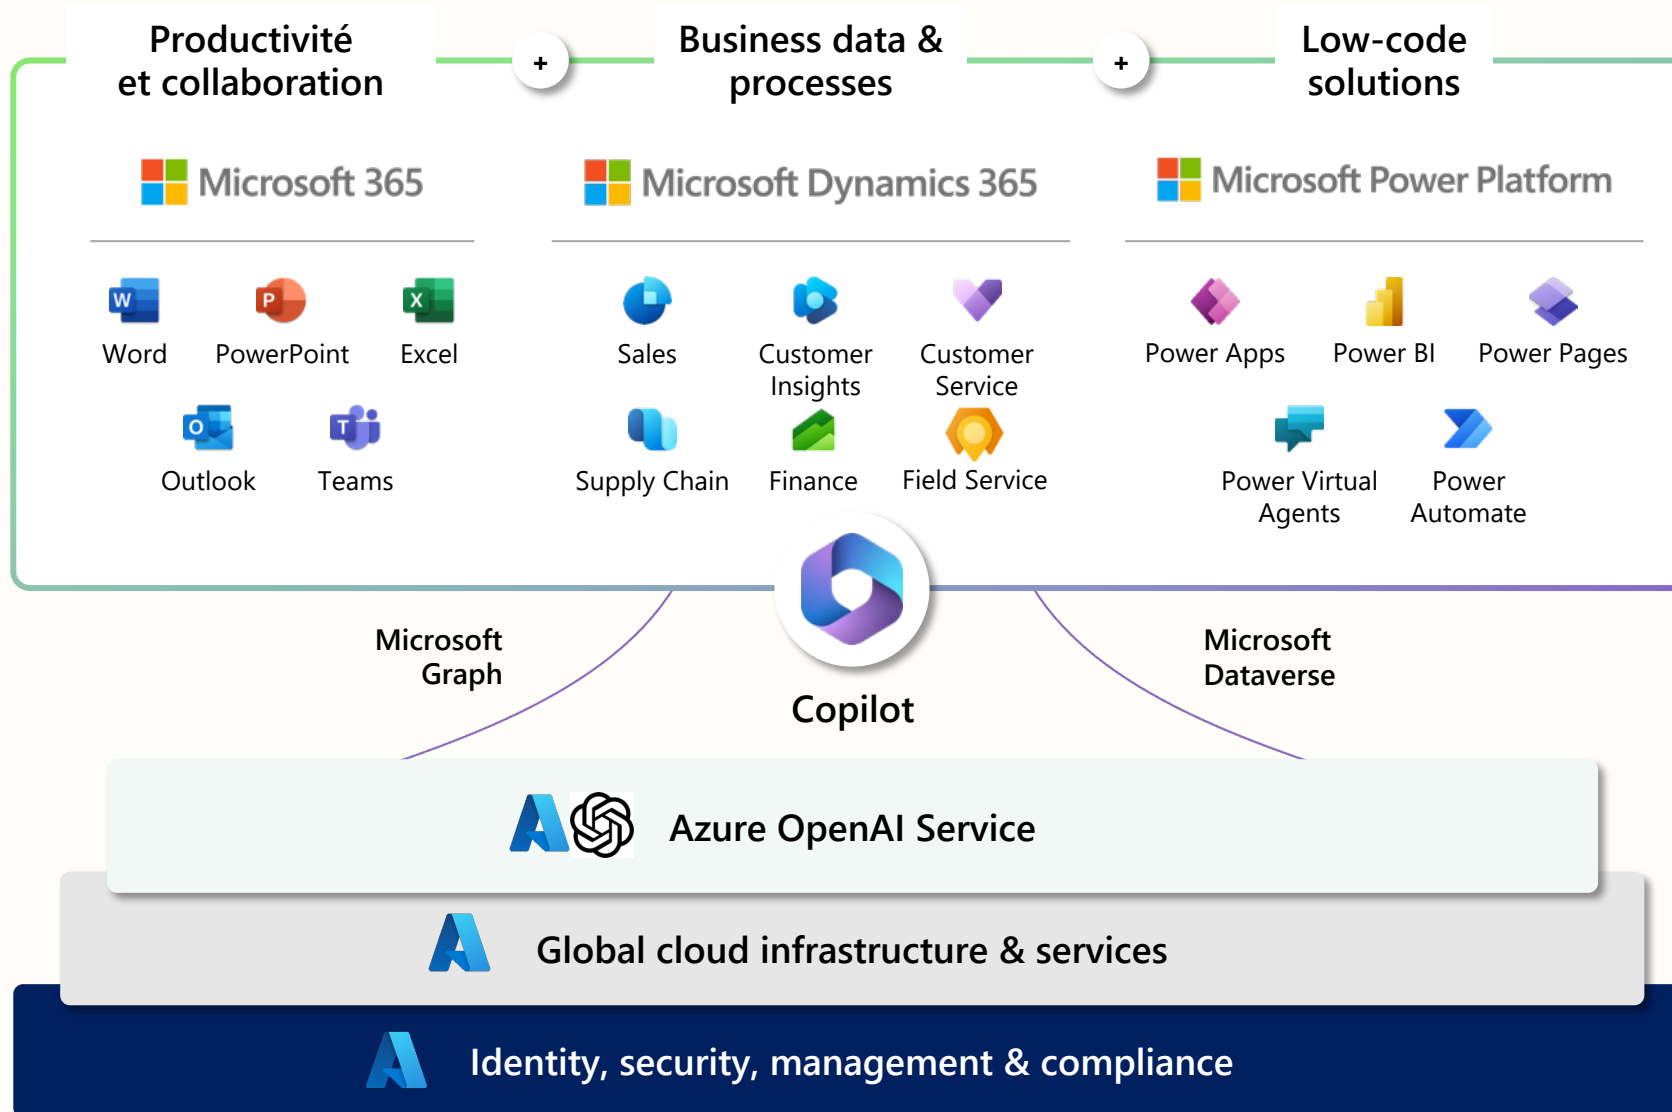 Productivité
et collaboration
+
Business data &
processes
+
Low-code
solutions
Microsoft 365
Microsoft Dynamics 365
Microsoft Power Platform
W
Word
P
PowerPoint
X
Excel
O
Outlook
T
Teams
Sales
Customer
Insights
Customer
Service
Supply Chain
Finance
Field Service
Power Apps
Power BI
Power Pages
Power Virtual
Agents
Power
Automate
Microsoft
Graph
Copilot
Microsoft
Dataverse
Azure OpenAI Service
Global cloud infrastructure & services
Identity, security, management & compliance